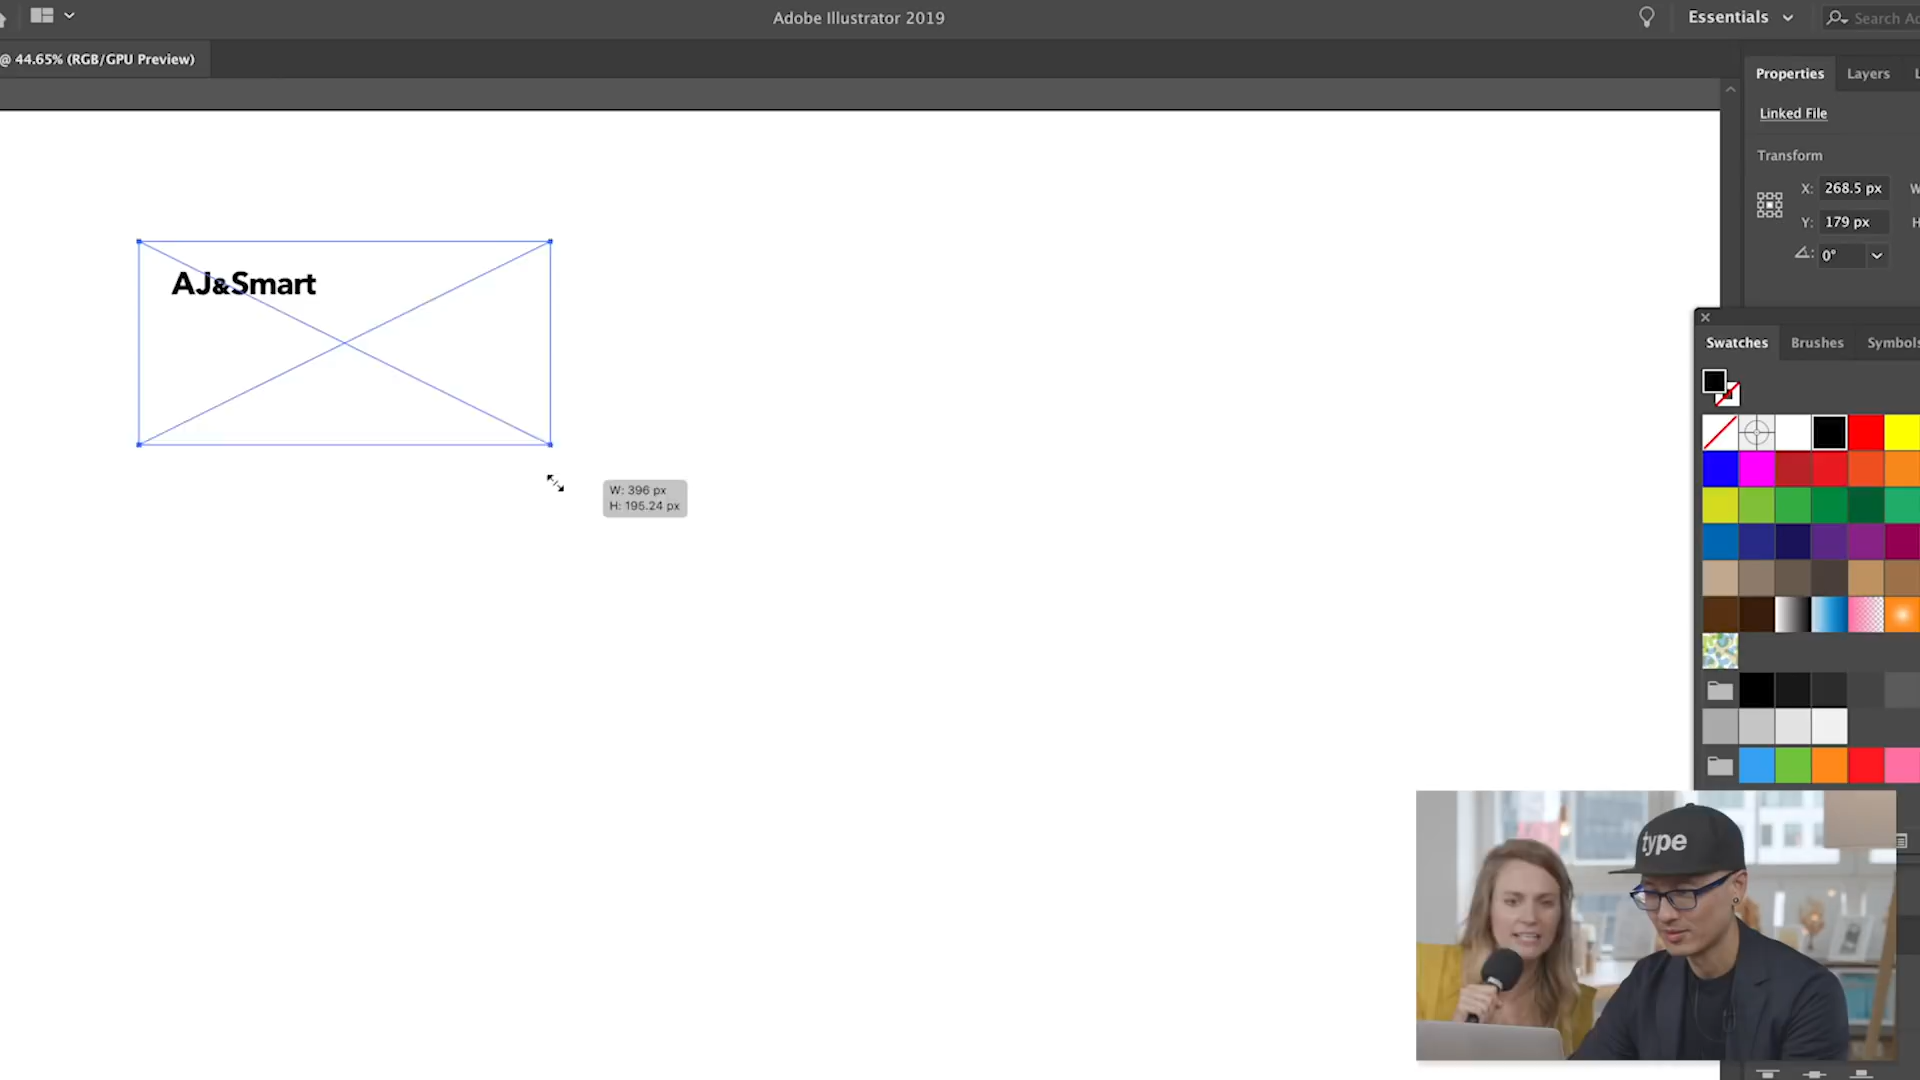 Adobe Illustrator 2019
Essentials
Search Ad
@ 44.65% (RGB/GPU Preview)
Properties
Layers
L
Linked File
Transform
X: 268.5 px
W
Y: 179 px
H
0°
AJ&Smart
Swatches
Brushes
Symbols
W: 396 px
H: 195.24 px
type